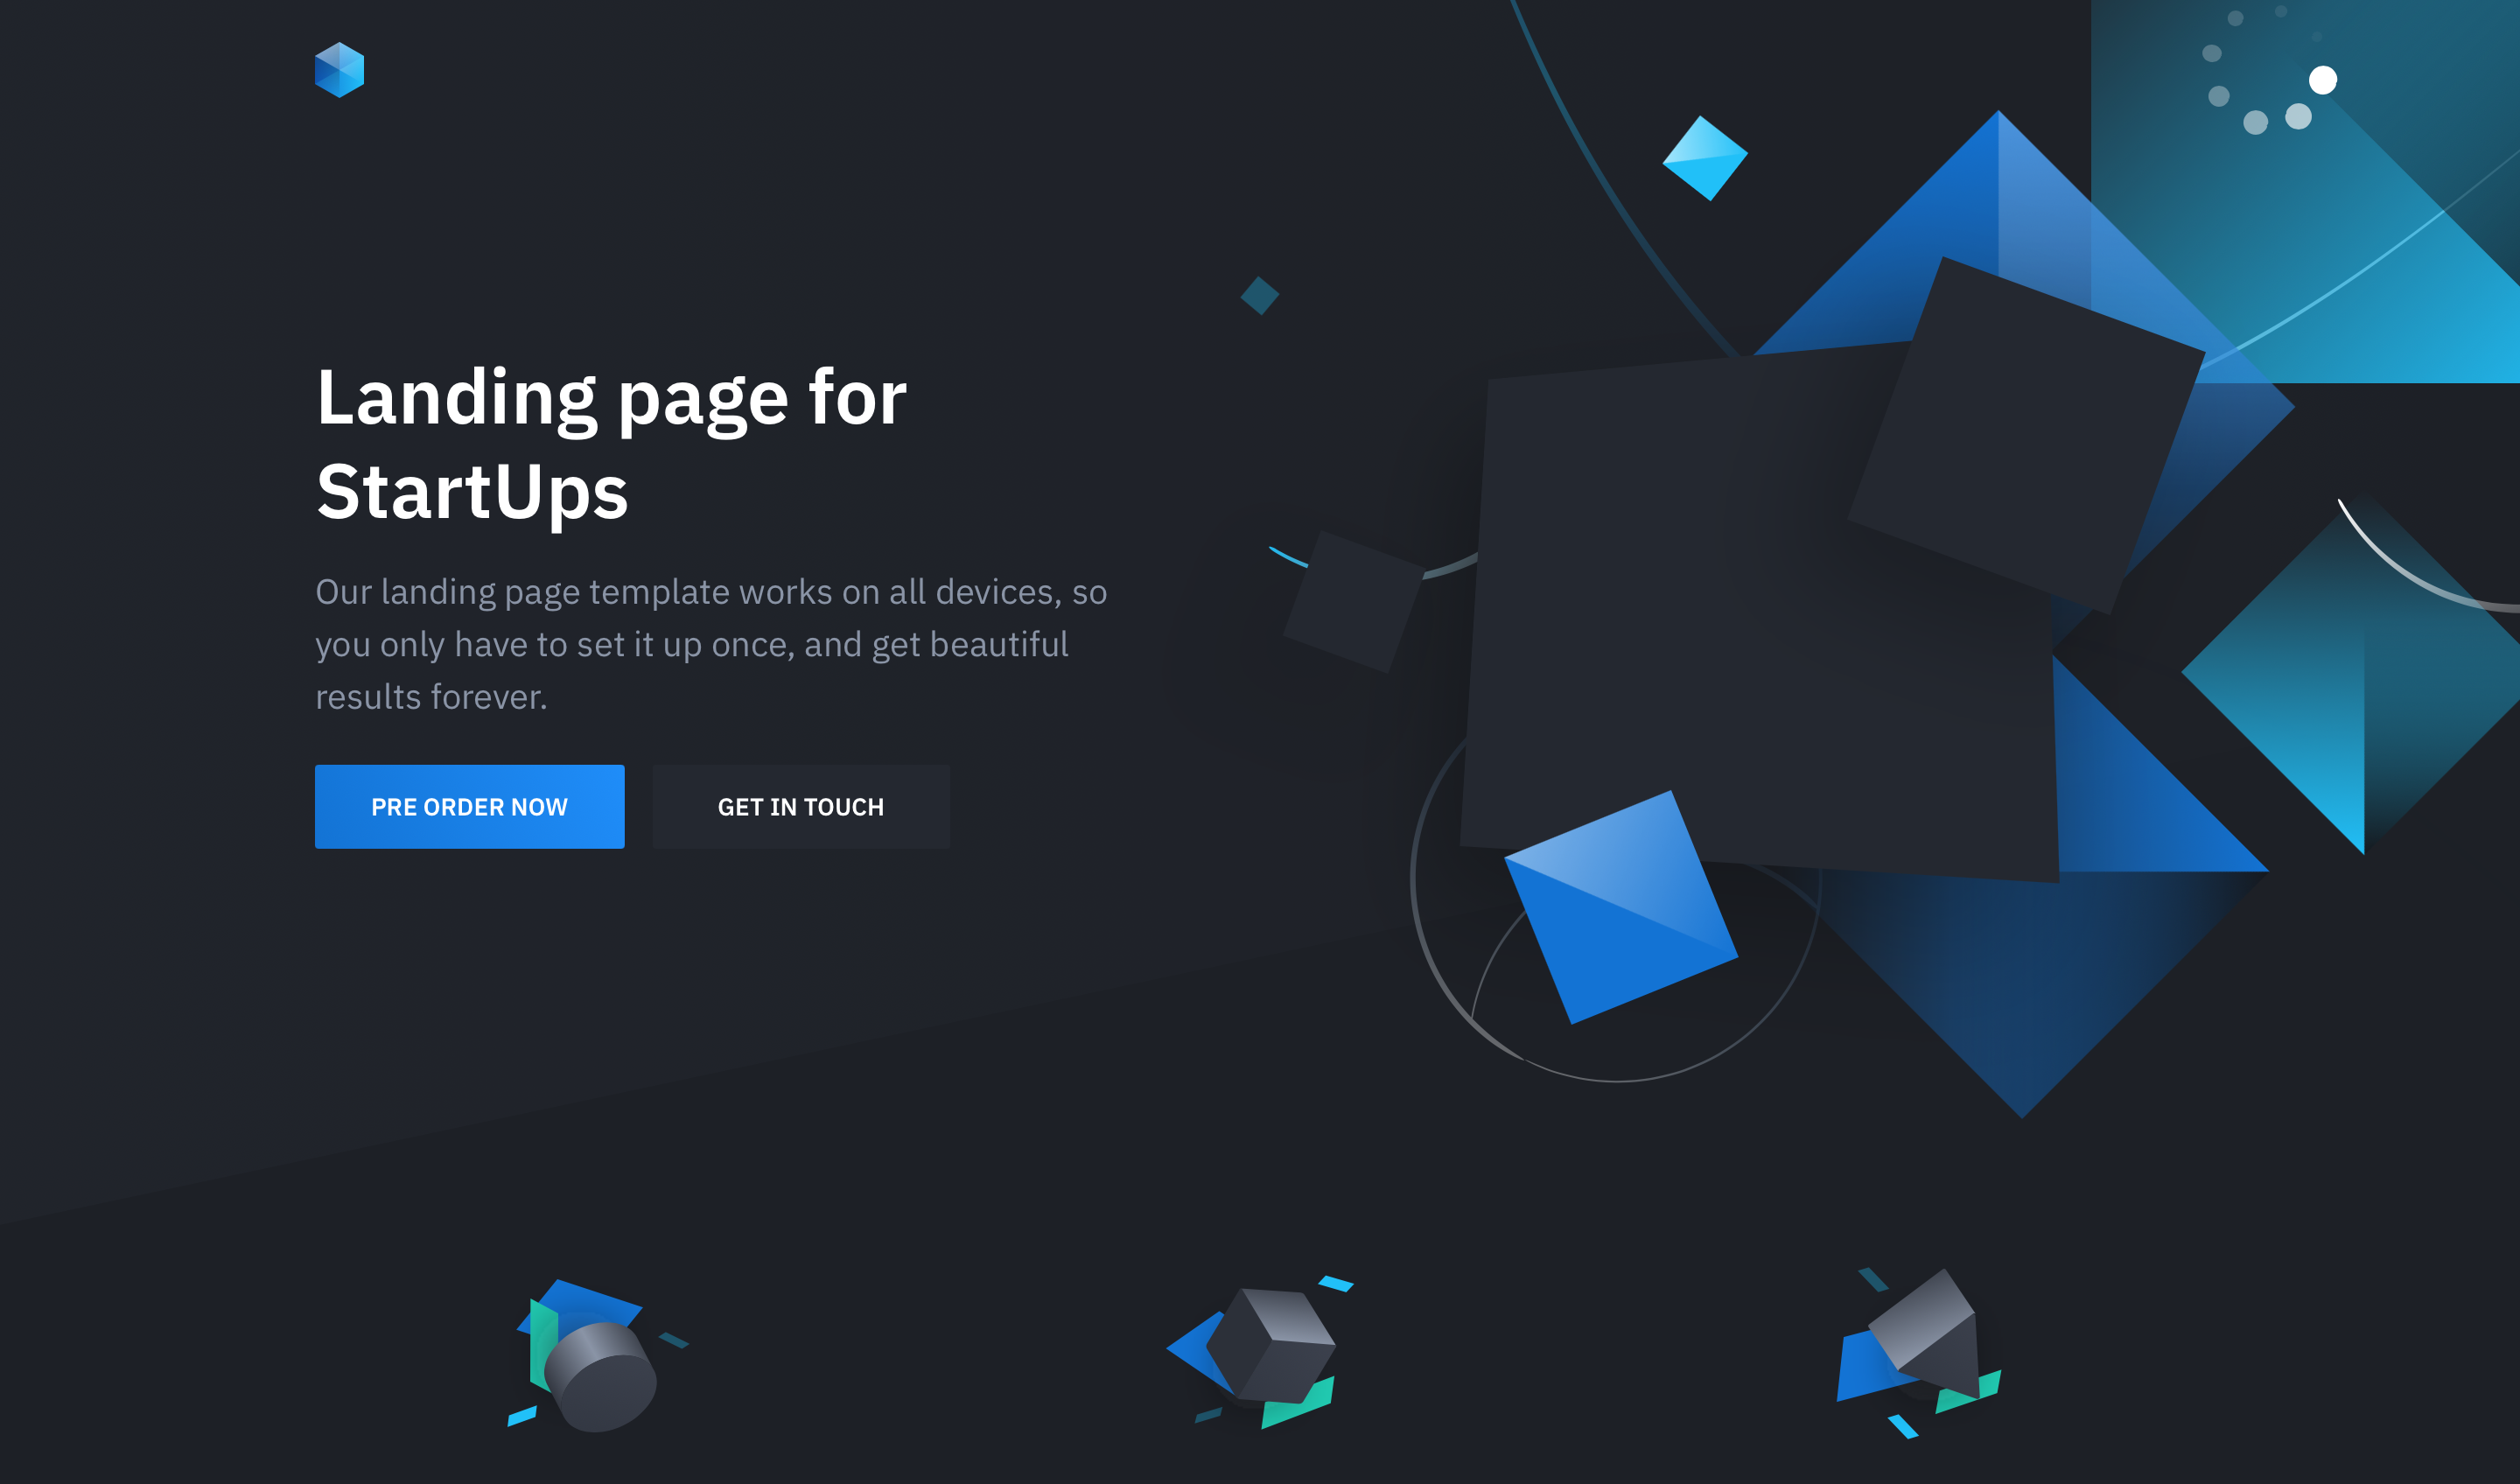 Landing page for
StartUps
Our landing page template works on all devices, so
you only have to set it up once, and get beautiful
results forever.
PRE ORDER NOW
GET IN TOUCH